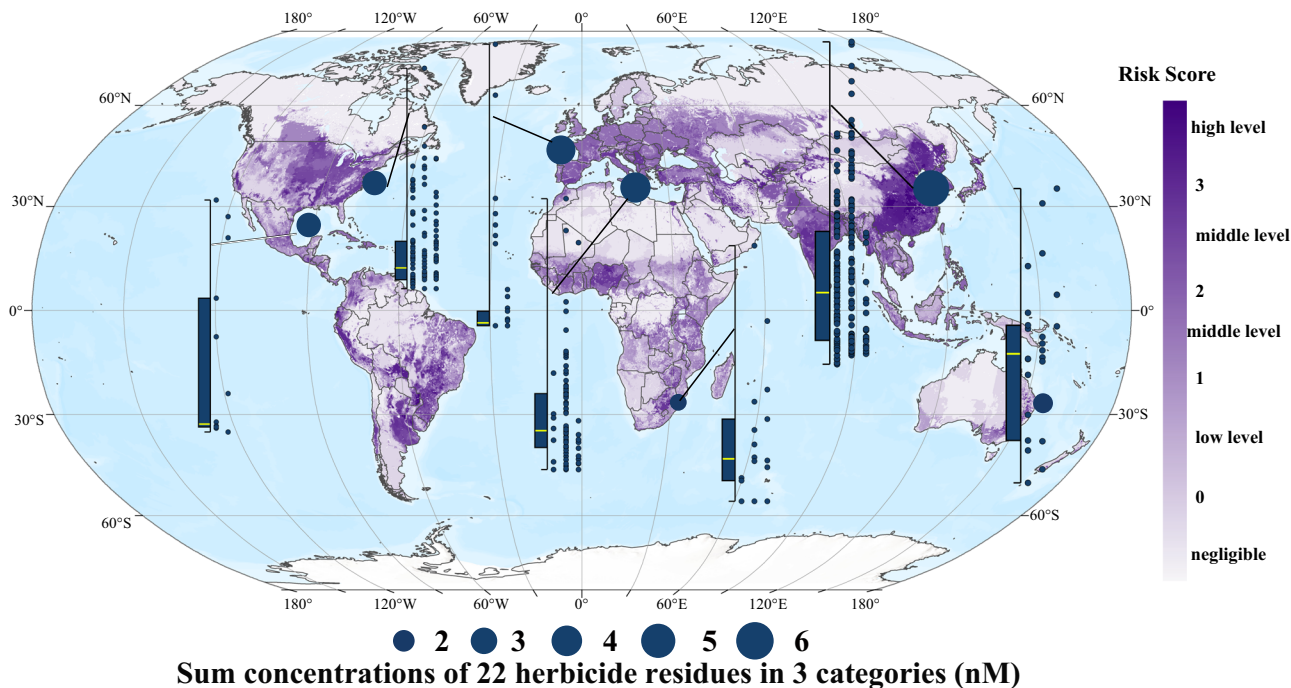 180° 120°W 60°W 0° 60°E 120°E 180°
60°N 60°N
30°N 30°N
0° 0°
30°S 30°S
60°S 60°S
180° 120°W 60°W 0° 60°E 120°E 180°
Risk Score
high level
3
middle level
2
middle level
1
low level
0
negligible
2 3 4 5 6
Sum concentrations of 22 herbicide residues in 3 categories (nM)